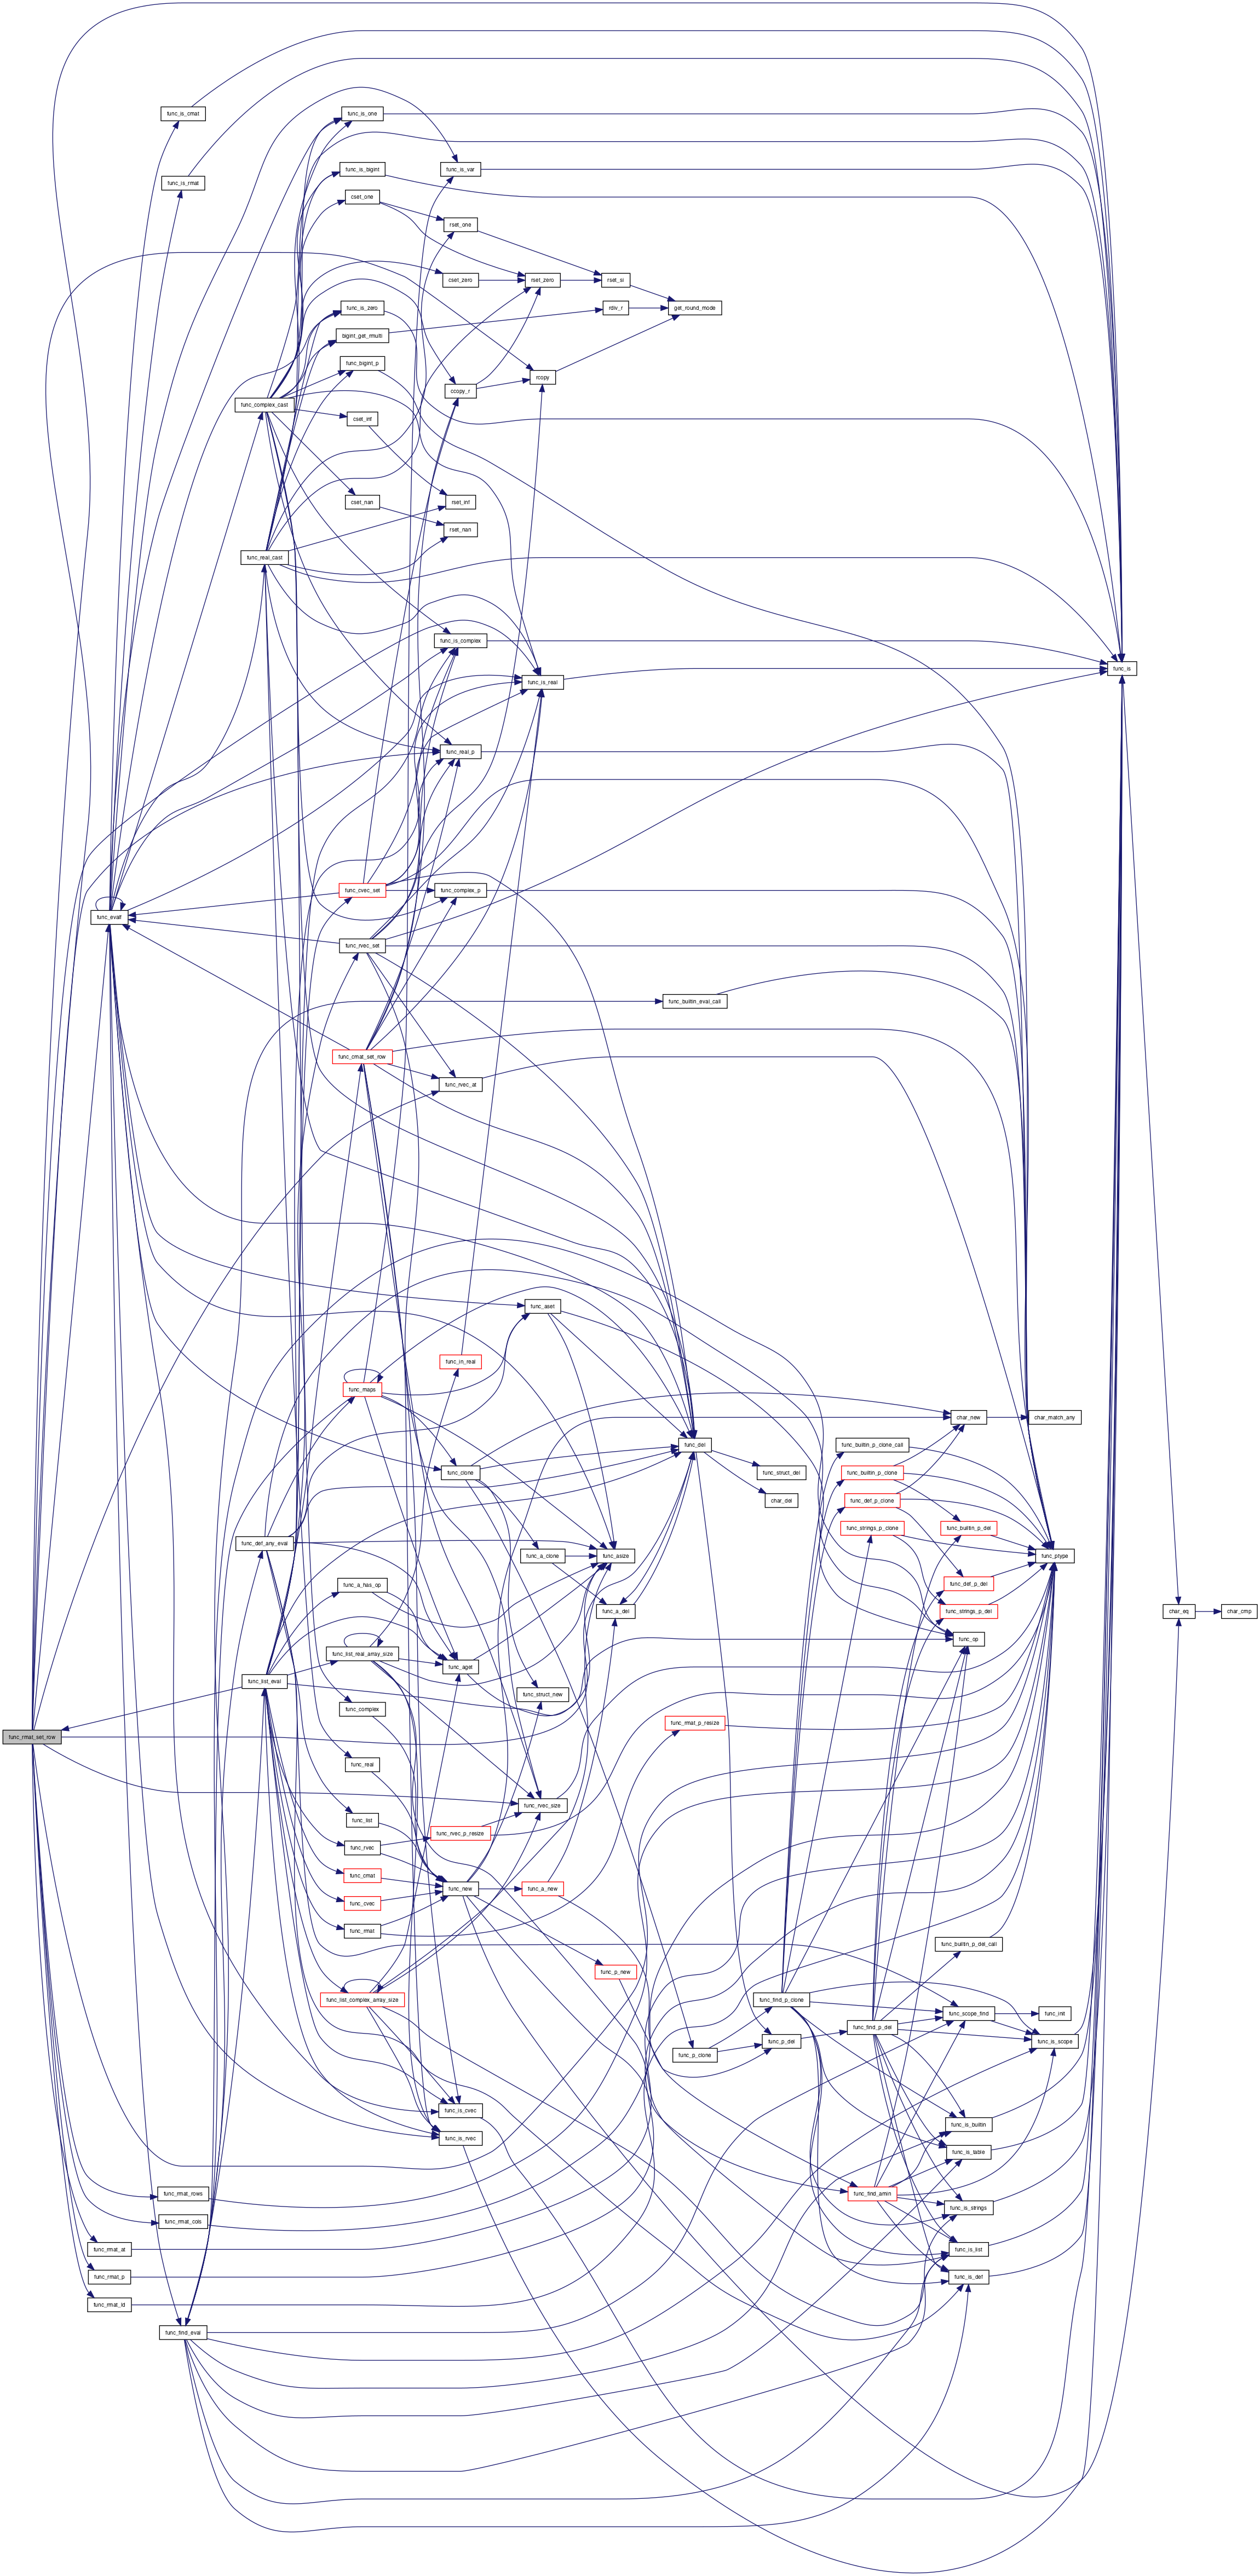 func_is_cmat
func_is_one
func_is_var
func_is_bigint
func_is_rmat
cset_one
rset_one
cset_zero
rset_zero
rset_si
func_is_zero
rdiv_r
get_round_mode
bigint_get_rmulti
func_bigint_p
rcopy
ccopy_r
func_complex_cast
cset_inf
cset_nan
rset_inf
rset_nan
func_real_cast
func_is_complex
func_is
func_is_real
func_real_p
func_cvec_set
func_complex_p
func_eval
func_rvec_set
func_builtin_eval_call
func_cmat_set_row
func_rvec_at
func_aset
func_in_real
func_maps
char_new
char_match_any
func_del
func_builtin_p_clone_call
func_clone
func_struct_del
func_builtin_p_clone
char_del
func_def_p_clone
func_strings_p_clone
func_builtin_p_del
func_def_any_eval
func_a_clone
func_asize
func_ptype
func_a_has_op
func_def_p_del
func_a_del
func_strings_p_del
char_eq
char_cmp
func_op
func_list_real_array_size
func_aget
func_list_eval
func_struct_new
func_complex
func_rmat_p_resize
func_rmat_set_row
func_real
func_rvec_size
func_list
func_rvec_p_resize
func_rvec
func_cmat
func_new
func_a_new
func_cvec
func_rmat
func_builtin_p_del_call
func_p_new
func_list_complex_array_size
func_find_p_clone
func_scope_find
func_init
func_find_p_del
func_p_del
func_is_scope
func_p_clone
func_is_cvec
func_is_builtin
func_is_rvec
func_is_table
func_rmat_rows
func_find_amin
func_is_strings
func_rmat_cols
func_rmat_at
func_is_list
func_rmat_p
func_is_def
func_rmat_id
func_find_eval